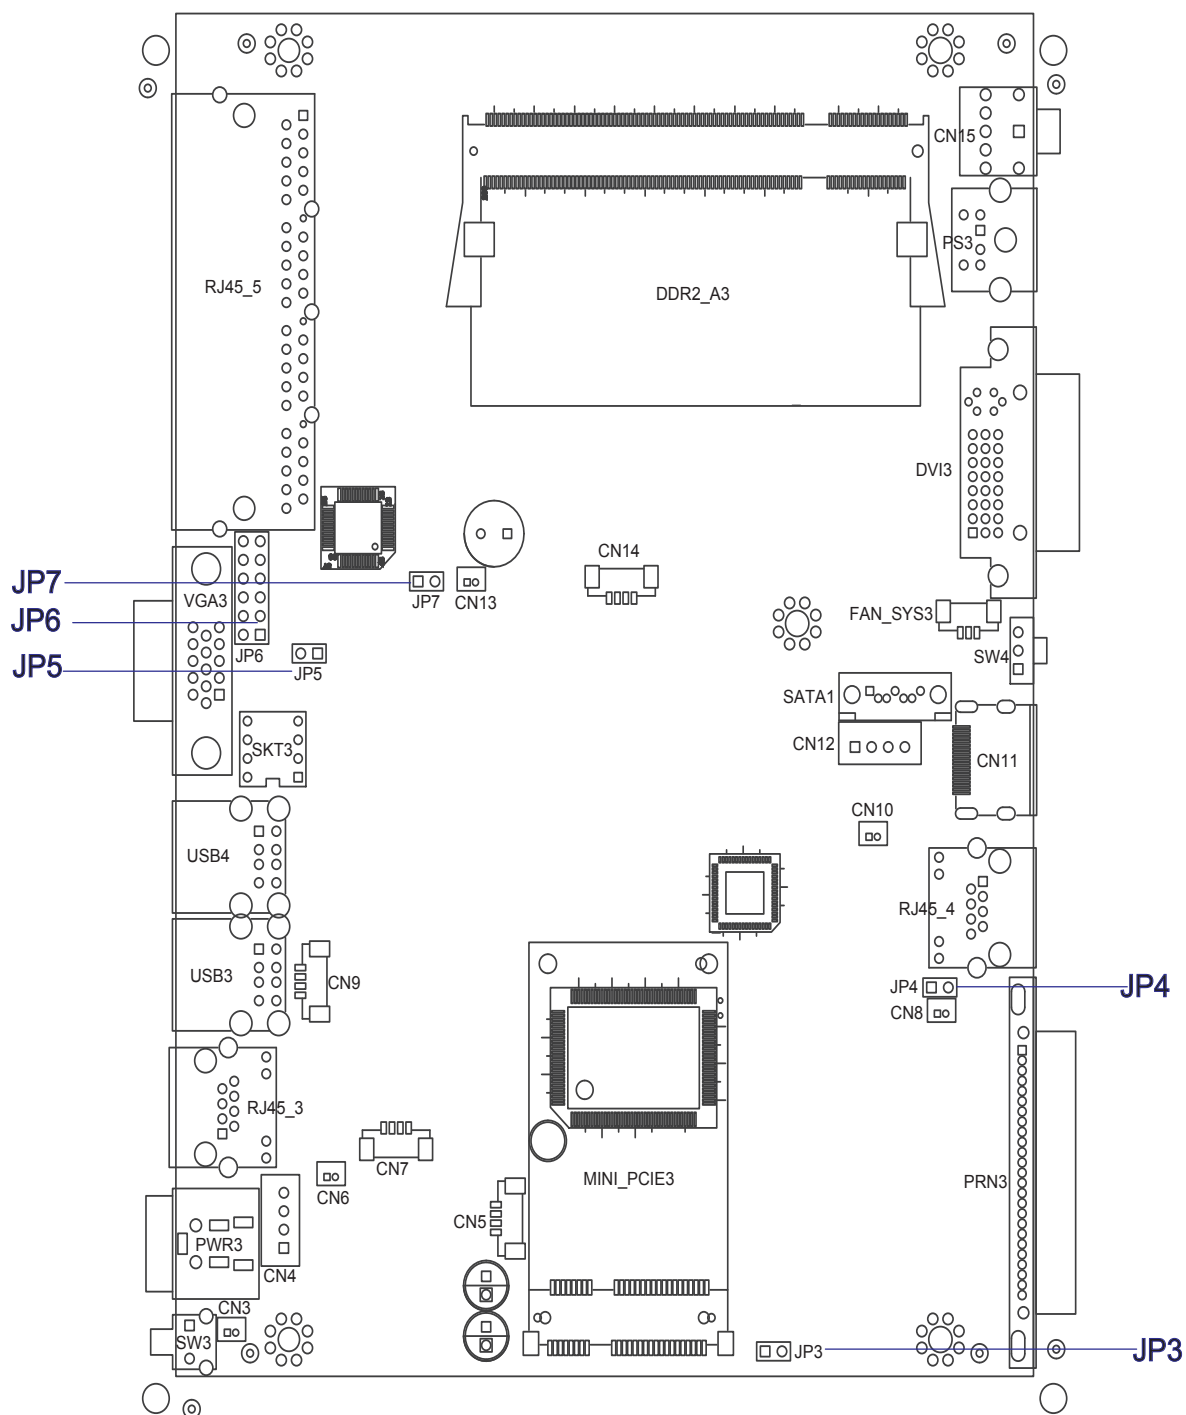 CN15
PS3
RJ45_5
DDR2_A3
DVI3
CN14
JP7
VGA3
JP7
CN13
FAN_SYS3
JP6
JP6
SW4
JP5
JP5
SATA1
SKT3
CN12
CN11
CN10
USB4
RJ45_4
USB3
CN9
JP4
JP4
CN8
RJ45_3
CN7
MINI_PCIE3
PRN3
CN6
CN5
PWR3
CN4
CN3
SW3
JP3
JP3